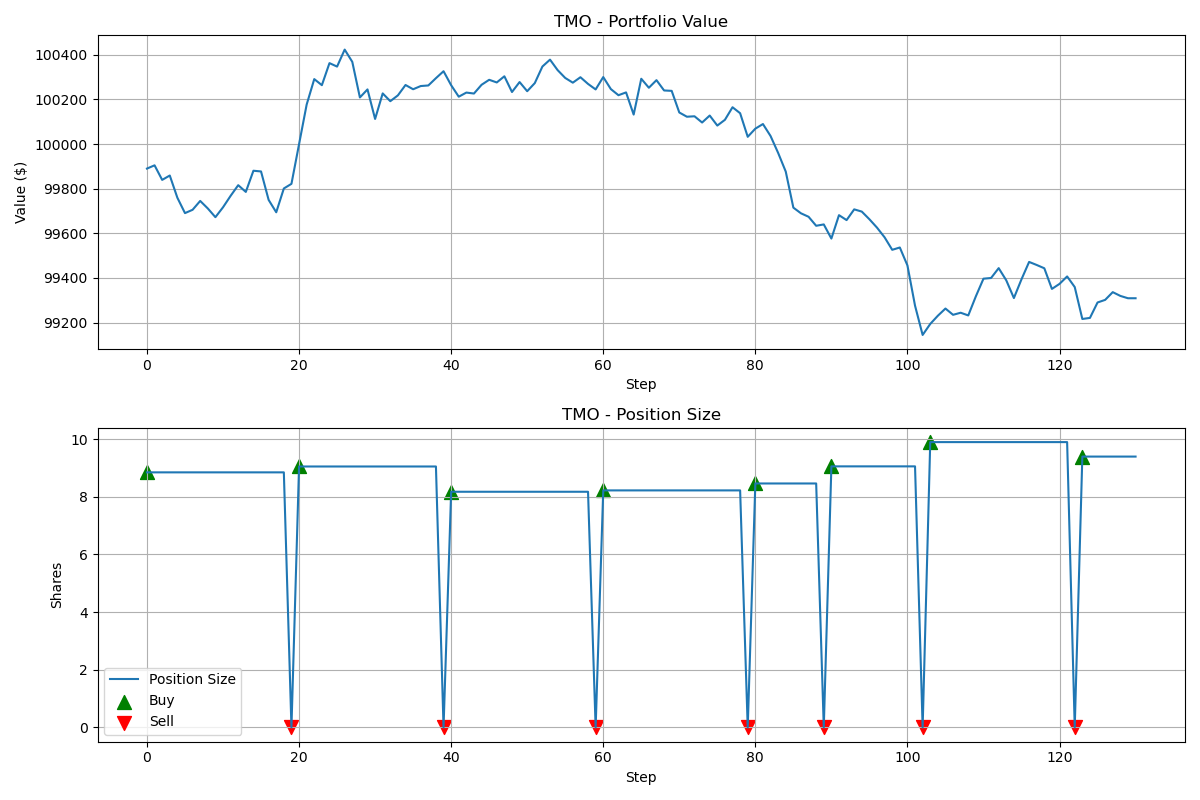 TMO - Portfolio Value
Value ($)
100400
100200
100000
99800
99600
99400
99200
0 20 40 60 80 100 120
Step
TMO - Position Size
Shares
10
8
6
4
2
0
Position Size
Buy
Sell
0 20 40 60 80 100 120
Step